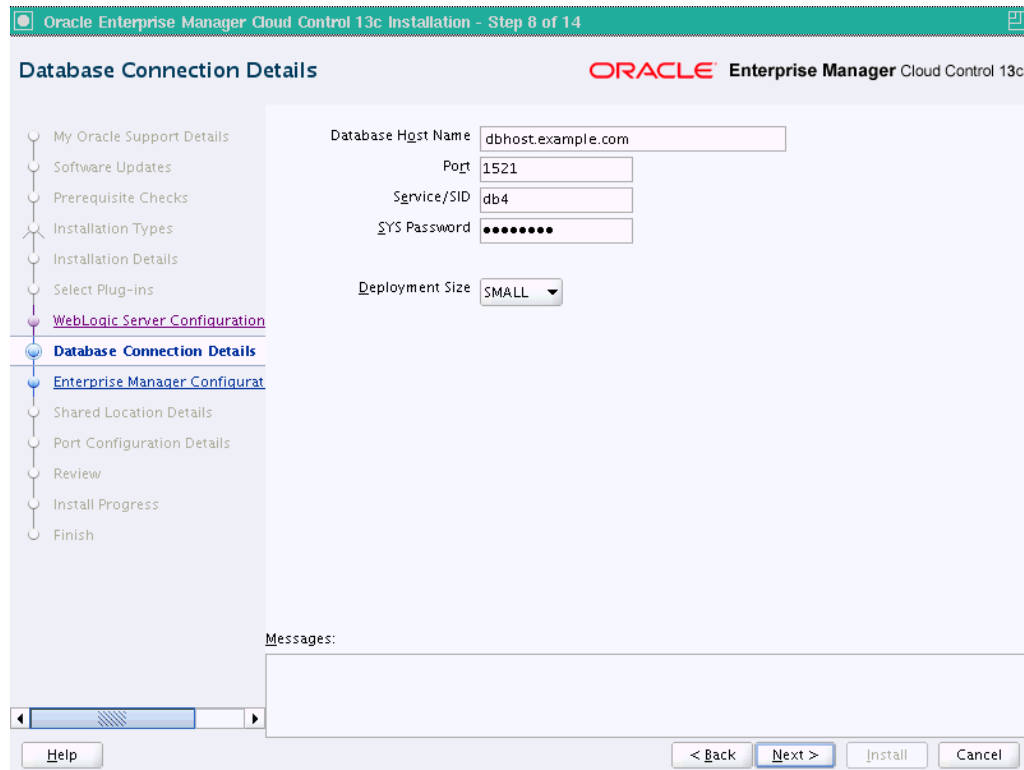 Oracle Enterprise Manager Cloud Control 13c Installation - Step 8 of 14
Database Connection Details
ORACLE Enterprise Manager Cloud Control 13c
My Oracle Support Details
Software Updates
Prerequisite Checks
Installation Types
Installation Details
Select Plug-ins
WebLogic Server Configuration
Database Connection Details
Enterprise Manager Configurat
Shared Location Details
Port Configuration Details
Review
Install Progress
Finish
Database Host Name dbhost.example.com
Port 1521
Service/SID db4
SYS Password ••••••••
Deployment Size SMALL
Messages:
Help < Back Next > Install Cancel